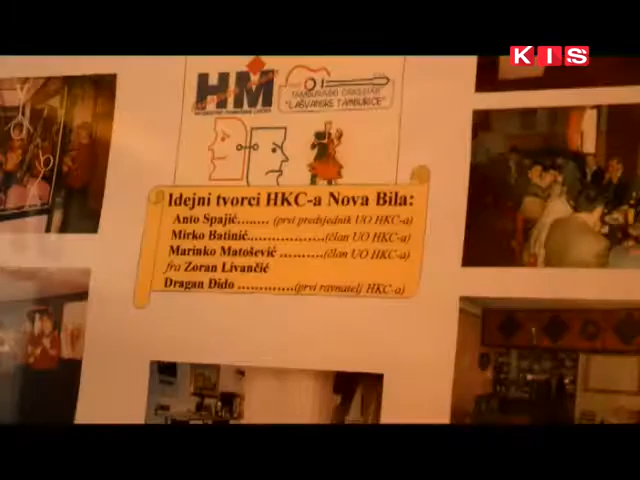 KIS
HM
TAMBURAŠKI ORKESTAR
"LAŠVANSKE TAMBURICE"
Idejni tvorci HKC-a Nova Bila:
Anto Spajić....... (prvi predsjednik UO HKC-a)
Mirko Batinić..................(član UO HKC-a)
Marinko Matošević ..........(član UO HKC-a)
fra Zoran Livančić
Dragan Dido .............(prvi ravnatelj HKC-a)